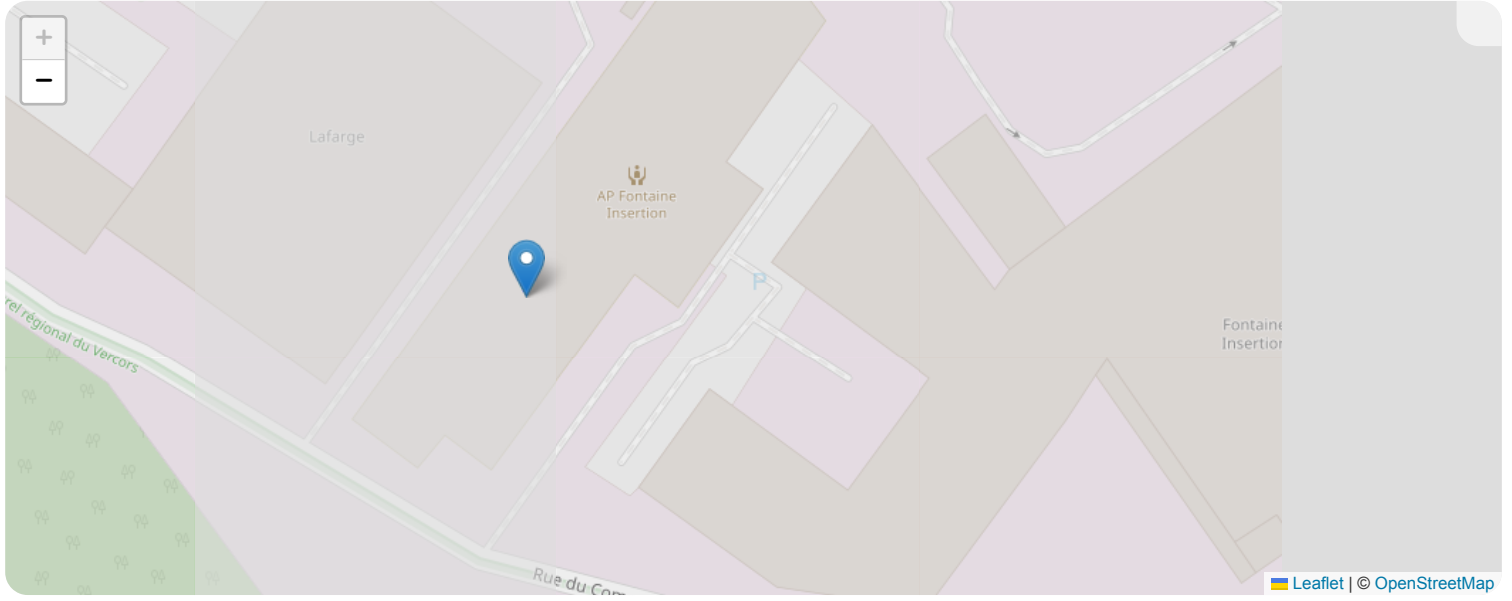 +
−
Lafarge
AP Fontaine
Insertion
P
rel régional du Vercors
Fontaine
Insertion
Rue du Com
Leaflet | © OpenStreetMap